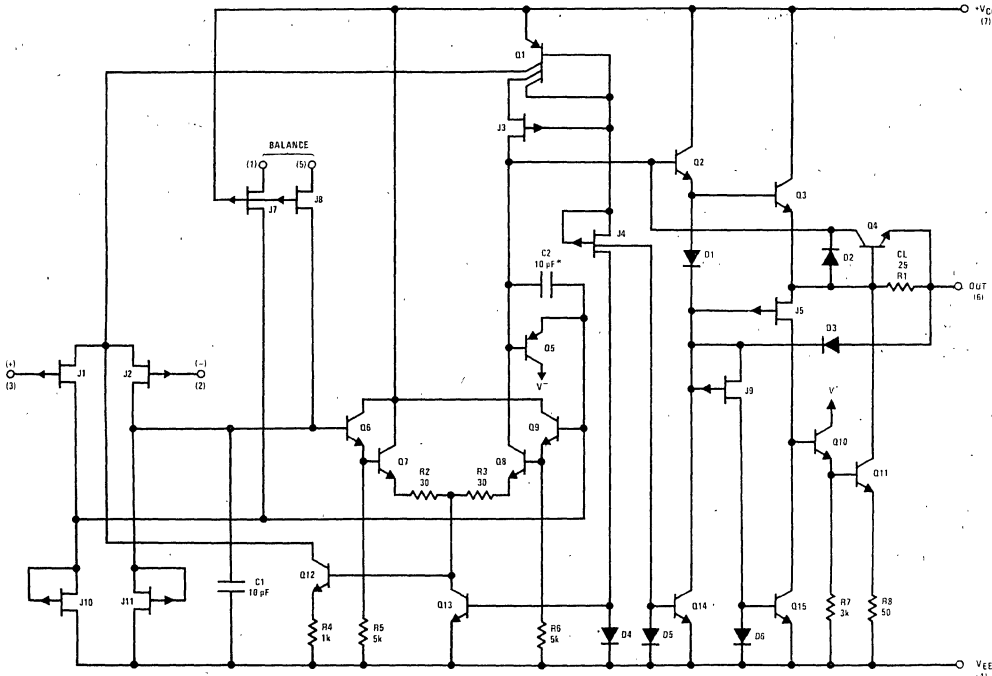 +VC
(7)
Q1
J3
BALANCE
(1) (5)
J7 J8
Q2
Q3
J4
Q4
C2
10 pF*
D1
D2
CL
25
R1
OUT
(6)
J5
Q5
V⁻
D3
(+)
(3)
J1
J2
(-)
(2)
J9
Q6
Q9
Q7
Q8
R2
30
R3
30
Q10
Q11
Q12
C1
10 pF
J10
J11
Q13
Q14
Q15
R4
1k
R5
5k
R6
5k
D4
D5
D6
R7
3k
R8
50
VEE